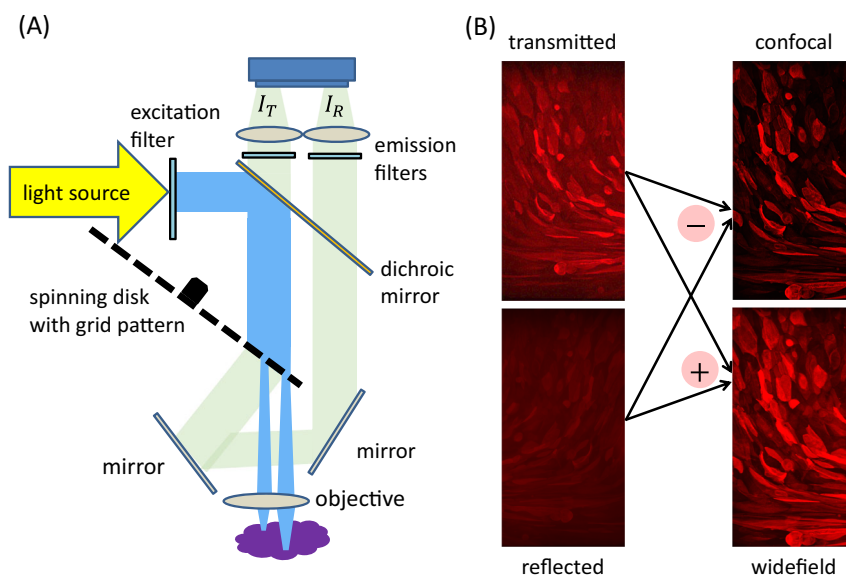 (A)
I_T
I_R
excitation
filter
emission
filters
light source
dichroic
mirror
spinning disk
with grid pattern
mirror
mirror
objective
(B)
transmitted
confocal
−
+
reflected
widefield